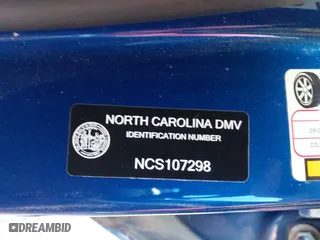 NORTH CAROLINA DMV
IDENTIFICATION NUMBER
NCS107298
DREAMBID